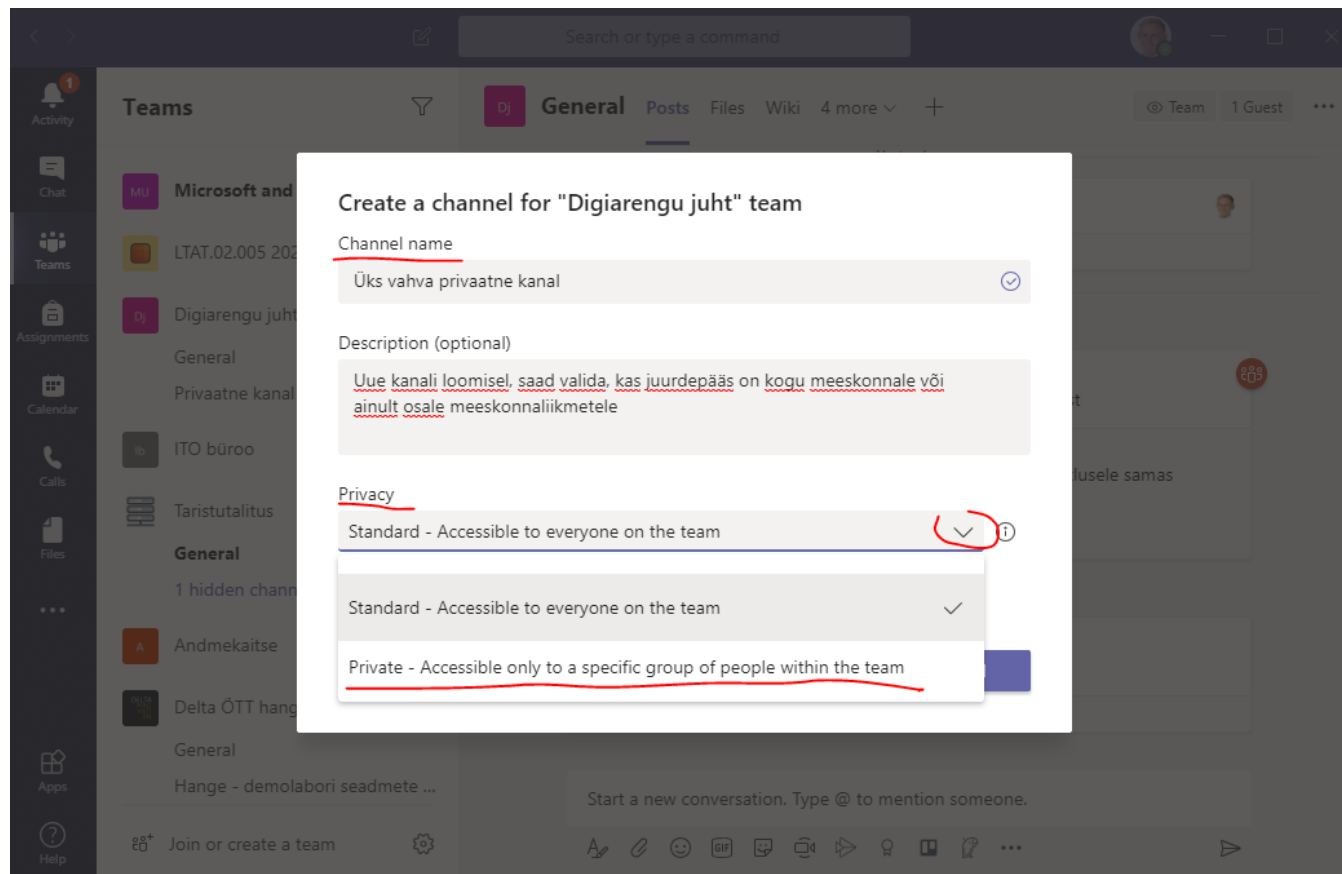 Search or type a command
1
Activity
Chat
Teams
Assignments
Calendar
Calls
Files
Apps
Help
Teams
MU Microsoft and
LTAT.02.005 202
Dj Digiarengu juht
General
Privaatne kanal
Ib ITO büroo
Taristutalitus
General
1 hidden chann
A Andmekaitse
Delta ÖTT hang
General
Hange - demolabori seadmete ...
Join or create a team
Dj General Posts Files Wiki 4 more
Team 1 Guest
Create a channel for "Digiarengu juht" team
Channel name
Üks vahva privaatne kanal
Description (optional)
Uue kanali loomisel, saad valida, kas juurdepääs on kogu meeskonnale või
ainult osale meeskonnaliikmetele
Privacy
Standard - Accessible to everyone on the team
Standard - Accessible to everyone on the team
Private - Accessible only to a specific group of people within the team
samas
Start a new conversation. Type @ to mention someone.
GIF